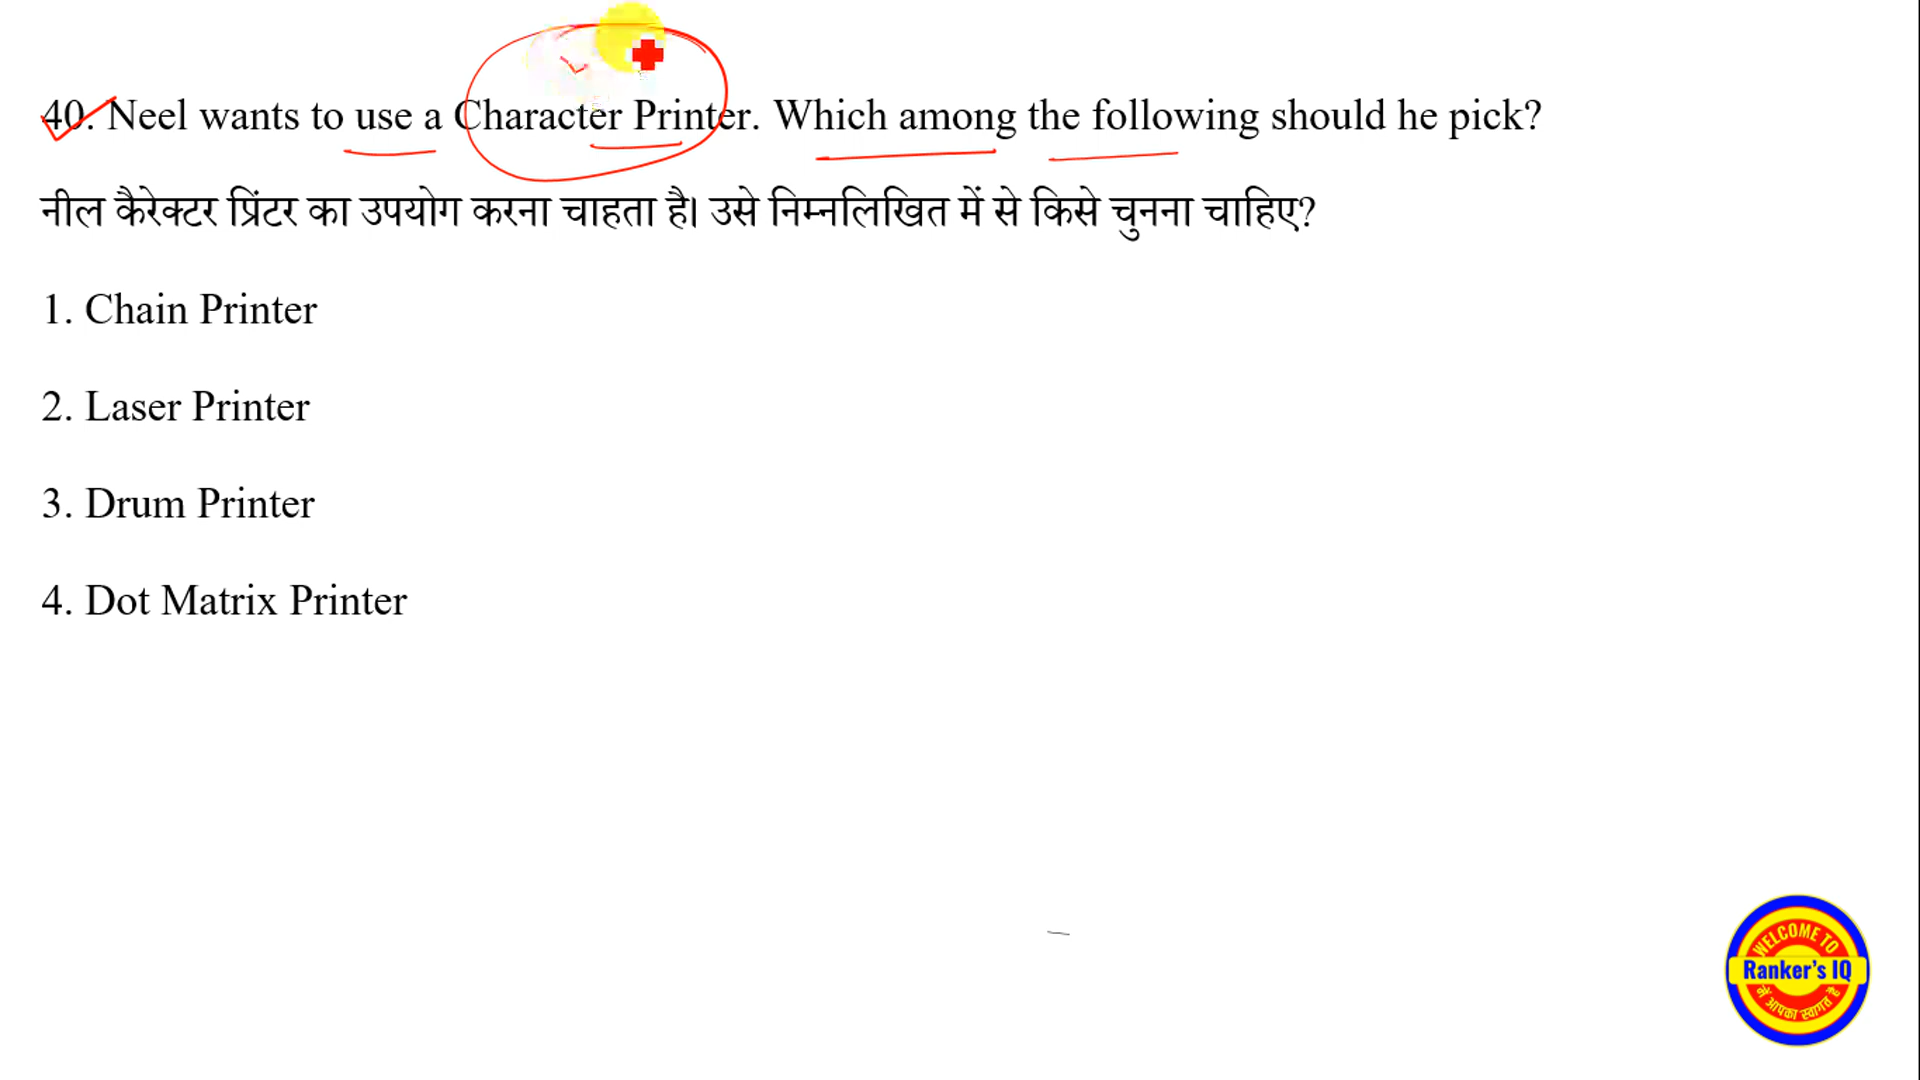 40. Neel wants to use a Character Printer. Which among the following should he pick?
नील कैरेक्टर प्रिंटर का उपयोग करना चाहता है। उसे निम्नलिखित में से किसे चुनना चाहिए?
1. Chain Printer
2. Laser Printer
3. Drum Printer
4. Dot Matrix Printer
WELCOME TO
Ranker's IQ
में आपका स्वागत है